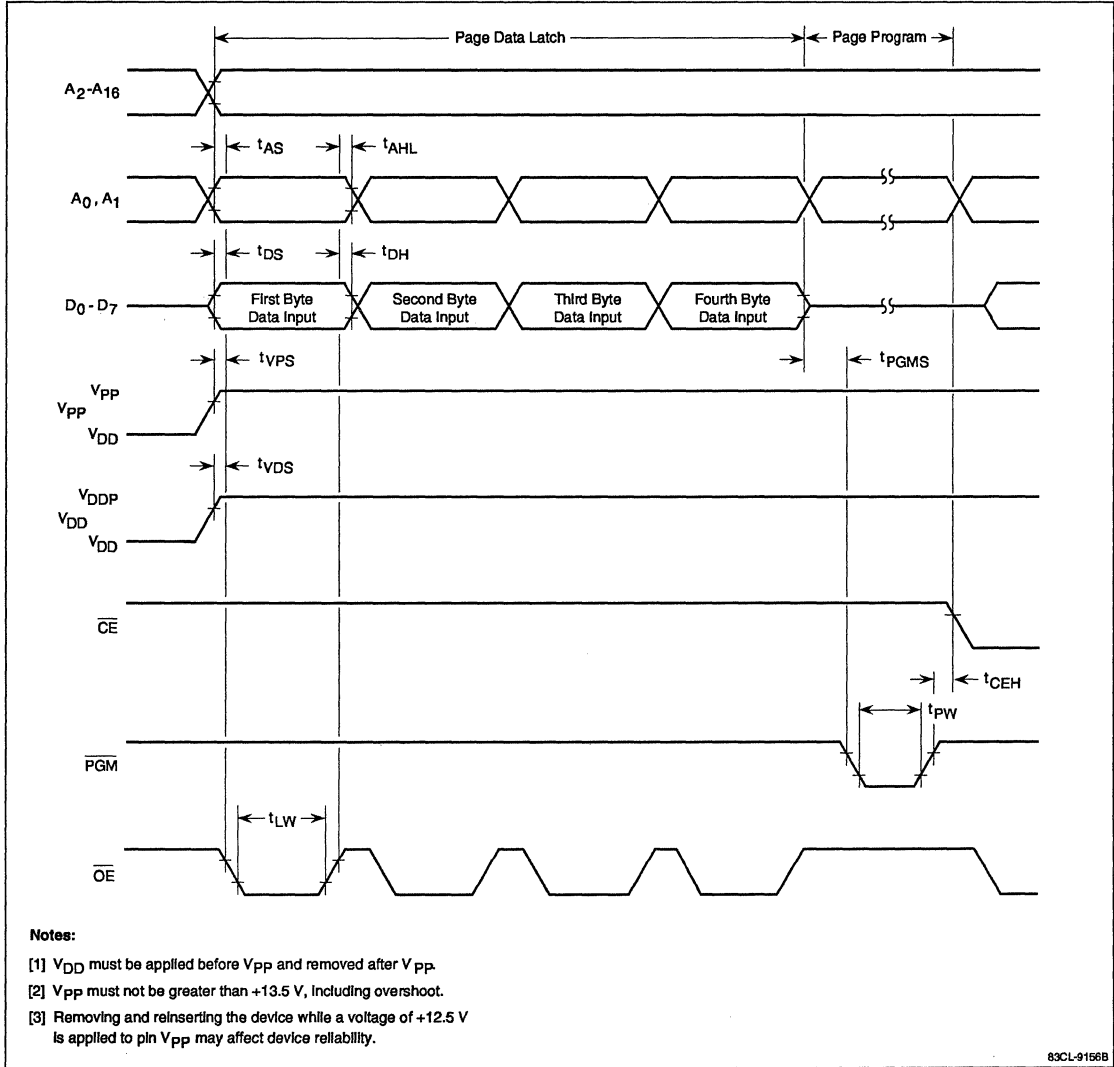 Page Data Latch
Page Program
A2-A16
tAS
tAHL
A0, A1
tDS
tDH
D0 - D7
First Byte
Data Input
Second Byte
Data Input
Third Byte
Data Input
Fourth Byte
Data Input
tVPS
tPGMS
VPP
VPP
VDD
tVDS
VDDP
VDD
VDD
CE
tCEH
tPW
PGM
tLW
OE
Notes:
[1] VDD must be applied before VPP and removed after VPP.
[2] VPP must not be greater than +13.5 V, including overshoot.
[3] Removing and reinserting the device while a voltage of +12.5 V
is applied to pin VPP may affect device reliability.
83CL-9156B